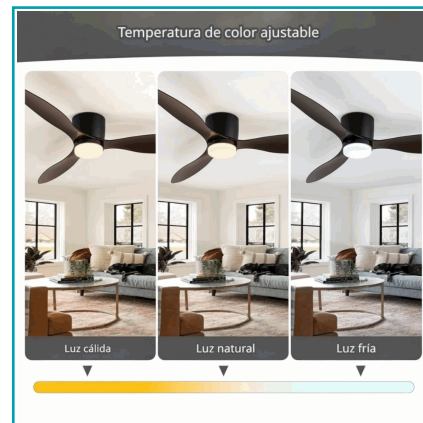 Temperatura de color ajustable
Luz cálida
Luz natural
Luz fría